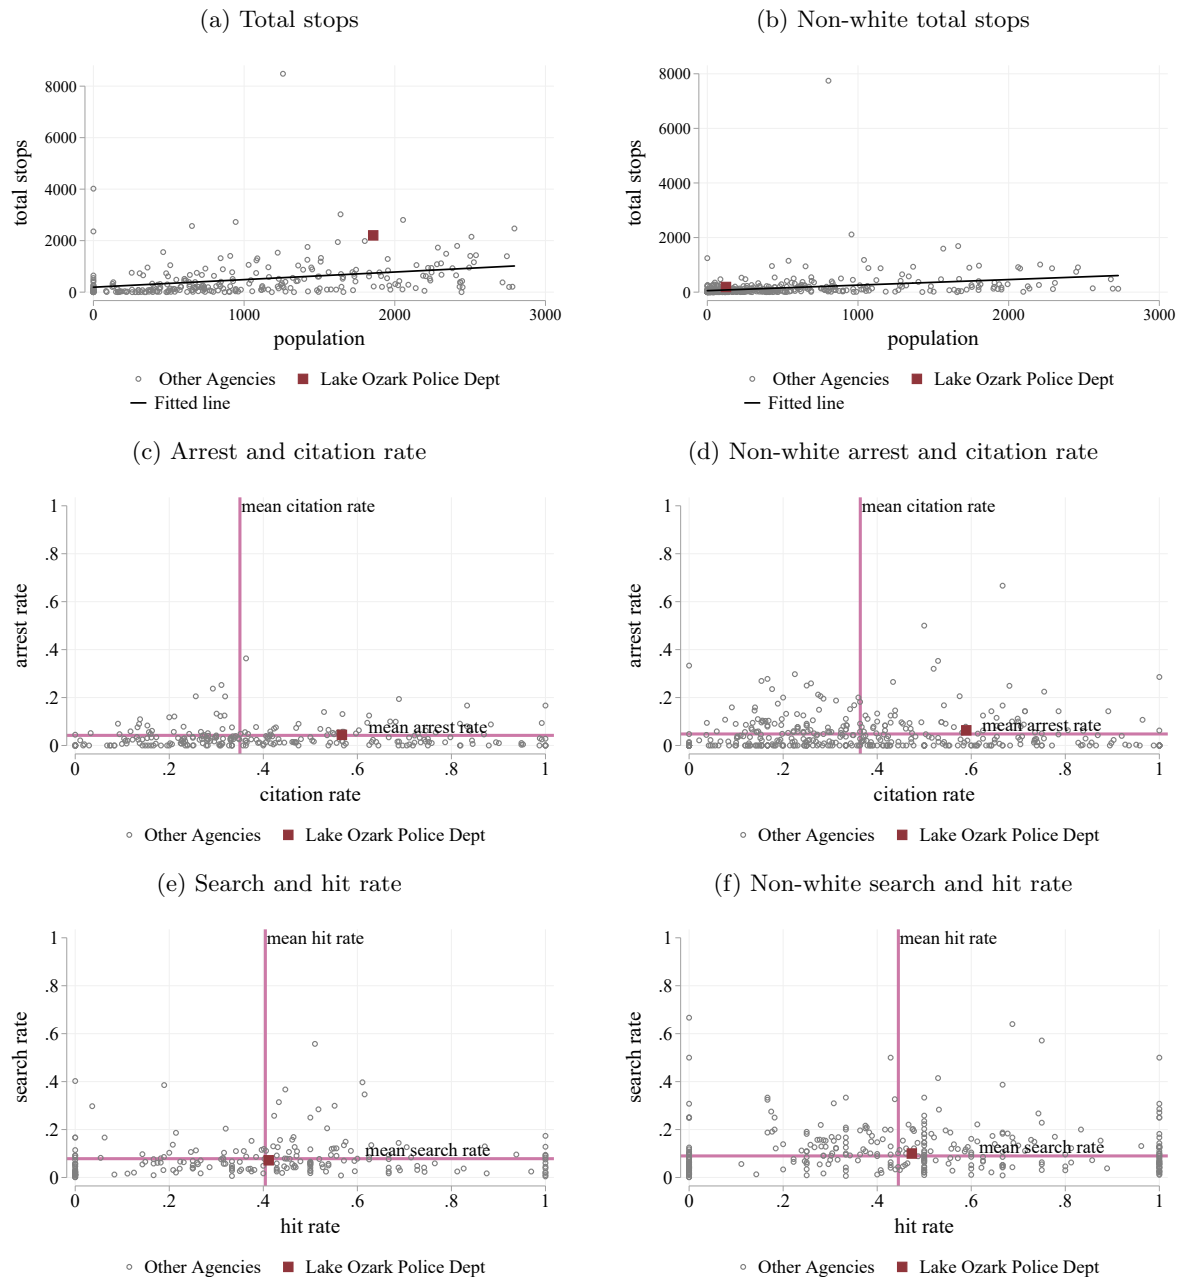 (a) Total stops
(b) Non-white total stops
8000
6000
4000
2000
0
total stops
0 1000 2000 3000
population
Other Agencies Lake Ozark Police Dept
Fitted line
8000
6000
4000
2000
0
total stops
0 1000 2000 3000
population
Other Agencies Lake Ozark Police Dept
Fitted line
(c) Arrest and citation rate
(d) Non-white arrest and citation rate
1
.8
.6
.4
.2
0
arrest rate
mean citation rate
mean arrest rate
0 .2 .4 .6 .8 1
citation rate
Other Agencies Lake Ozark Police Dept
1
.8
.6
.4
.2
0
arrest rate
mean citation rate
mean arrest rate
0 .2 .4 .6 .8 1
citation rate
Other Agencies Lake Ozark Police Dept
(e) Search and hit rate
(f) Non-white search and hit rate
1
.8
.6
.4
.2
0
search rate
mean hit rate
mean search rate
0 .2 .4 .6 .8 1
hit rate
Other Agencies Lake Ozark Police Dept
1
.8
.6
.4
.2
0
search rate
mean hit rate
mean search rate
0 .2 .4 .6 .8 1
hit rate
Other Agencies Lake Ozark Police Dept